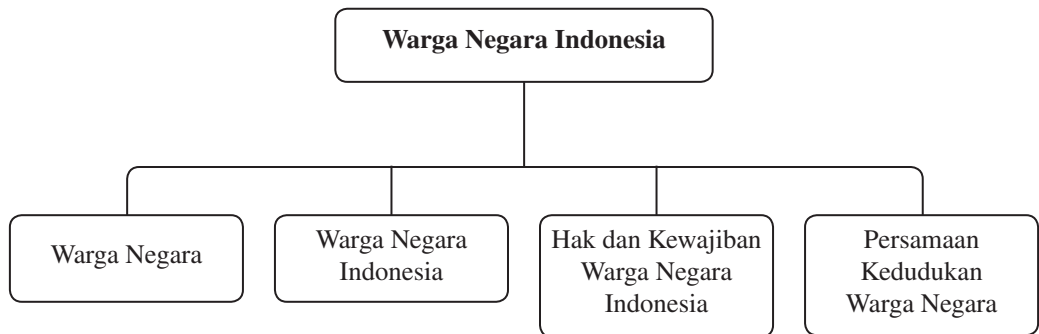 Warga Negara Indonesia
Warga Negara
Warga Negara
Indonesia
Hak dan Kewajiban
Warga Negara
Indonesia
Persamaan
Kedudukan
Warga Negara